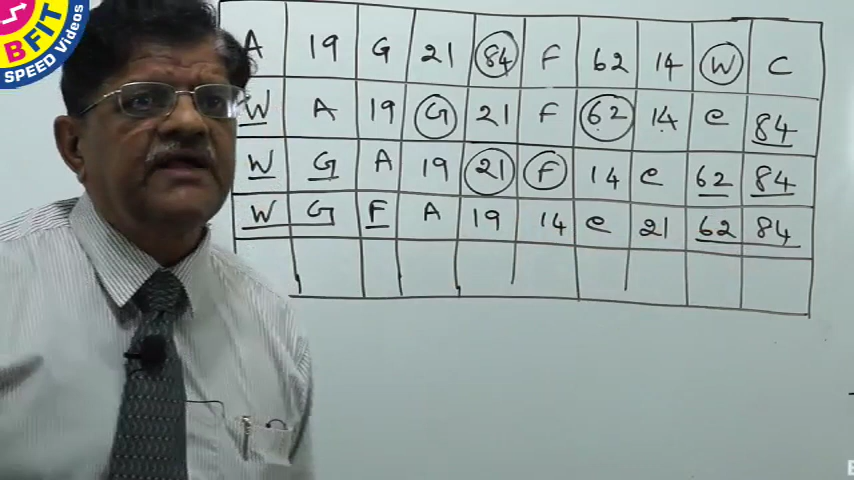 BFIT
SPEED Videos
A 19 G 21 84 F 62 14 W C
W A 19 G 21 F 62 14 e 84
W G A 19 21 F 14 e 62 84
W G F A 19 14 e 21 62 84